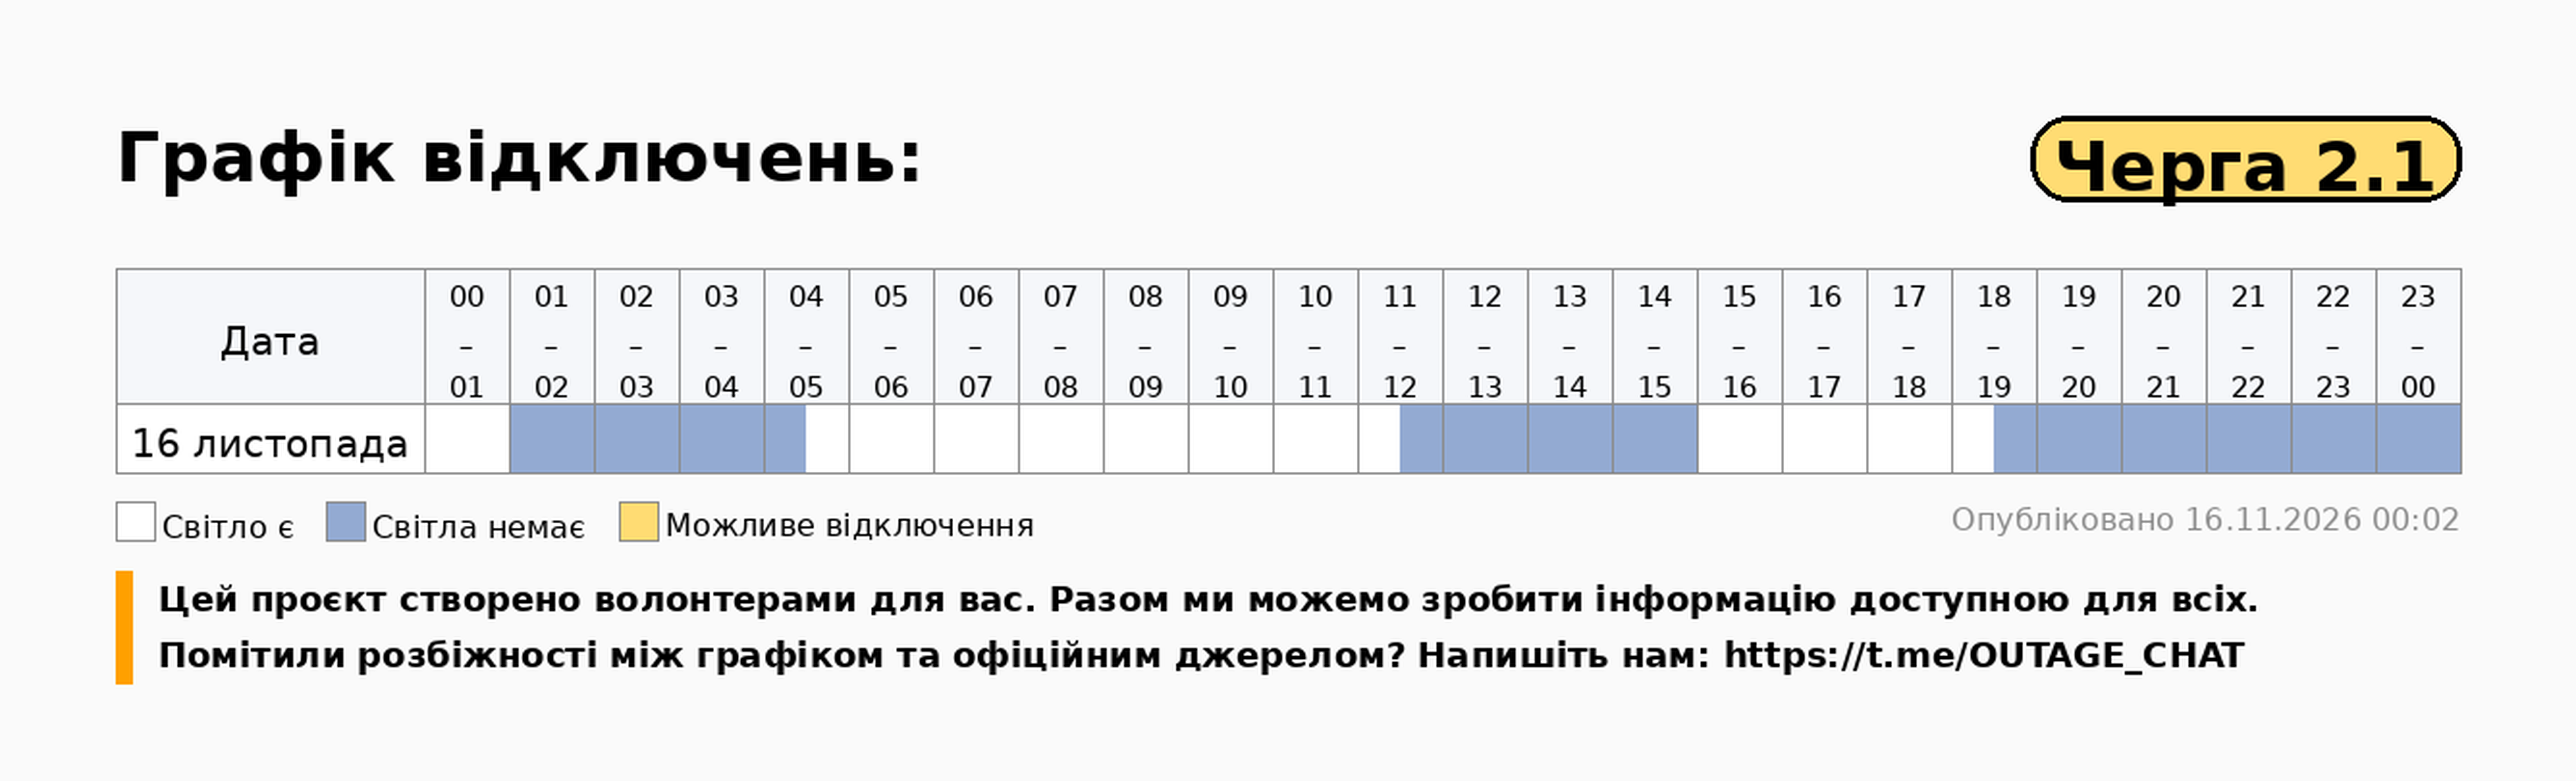 Графік відключень:
Черга 2.1
Дата 00 – 01 01 – 02 02 – 03 03 – 04 04 – 05 05 – 06 06 – 07 07 – 08 08 – 09 09 – 10 10 – 11 11 – 12 12 – 13 13 – 14 14 – 15 15 – 16 16 – 17 17 – 18 18 – 19 19 – 20 20 – 21 21 – 22 22 – 23 23 – 00
16 листопада
Світло є Світла немає Можливе відключення
Опубліковано 16.11.2026 00:02
Цей проєкт створено волонтерами для вас. Разом ми можемо зробити інформацію доступною для всіх.
Помітили розбіжності між графіком та офіційним джерелом? Напишіть нам: https://t.me/OUTAGE_CHAT